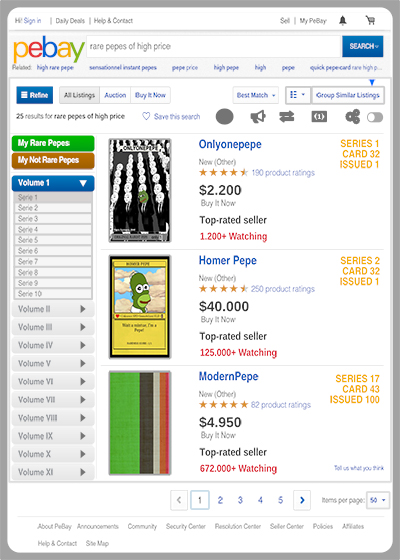 Hi! Sign in Daily Deals Help & Contact Sell My PeBay
pebay
rare pepes of high price SEARCH
Related: high rare pepe sensationnel instant pepes pepe price high pepe high pepe quick pepe card rare high p...
Refine All Listings Auction Buy It Now Best Match Group Similar Listings
25 results for rare pepes of high price Save this search
My Rare Pepes
My Not Rare Pepes
Volume 1
Serie 1
Serie 2
Serie 3
Serie 4
Serie 5
Serie 6
Serie 7
Serie 8
Serie 9
Serie 10
Volume II
Volume III
Volume IV
Volume V
Volume VI
Volume VII
Volume VIII
Volume IX
Volume X
Volume XI
ONLYONEPEPE
Onlyonepepe
New (Other)
190 product ratings
$2.200
Buy It Now
Top-rated seller
1.200+ Watching
SERIES 1
CARD 32
ISSUED 1
HOMER PEPE
Homer Pepe
New (Other)
250 product ratings
$40.000
Buy It Now
Top-rated seller
125.000+ Watching
SERIES 2
CARD 32
ISSUED 1
ModernPepe
New (Other)
82 product ratings
$4.950
Buy It Now
Top-rated seller
672.000+ Watching
SERIES 17
CARD 43
ISSUED 100
Tell us what you think
1 2 3 4 5 Items per page: 50
About PeBay Announcements Community Security Center Resolution Center Seller Center Policies Affiliates
Help & Contact Site Map